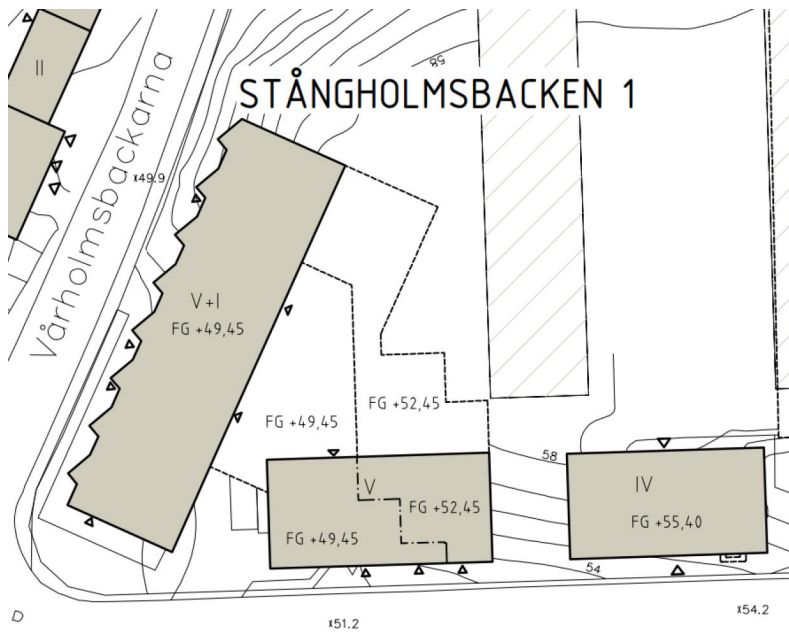 II
58
STÅNGHOLMSBACKEN 1
Vårholmsbackarna
x49.9
V+I
FG +49,45
FG +49,45
FG +52,45
58
V
FG +52,45
FG +49,45
IV
FG +55,40
54
D
x51.2
x54.2